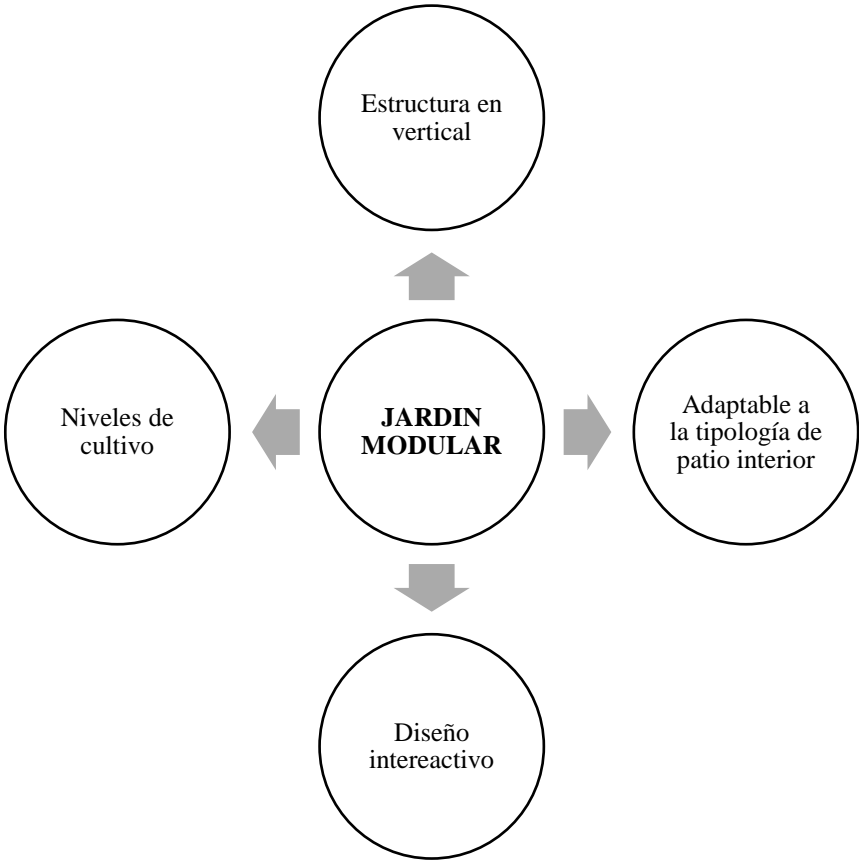 Estructura en
vertical
Niveles de
cultivo
JARDIN
MODULAR
Adaptable a
la tipología de
patio interior
Diseño
intereactivo